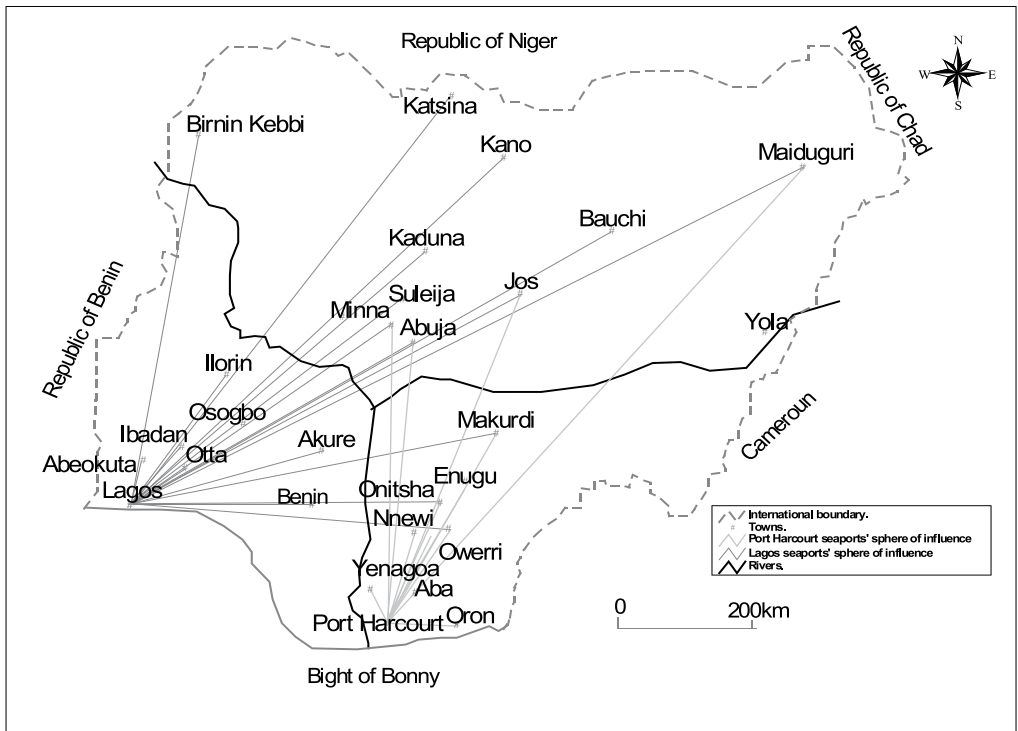 Republic of Niger
Republic of Chad
N
W E
S
Katsina
Birnin Kebbi
Kano
Maiduguri
Bauchi
Kaduna
Jos
Suleija
Minna
Abuja
Yola
Republic of Benin
Ilorin
Osogbo
Makurdi
Ibadan
Akure
Otta
Abeokuta
Cameroun
Lagos
Enugu
Onitsha
Benin
Nnewi
Owerri
Yenagoa
Aba
Port Harcourt
Oron
Bight of Bonny
International boundary.
Towns.
Port Harcourt seaports' sphere of influence
Lagos seaports' sphere of influence
Rivers.
0 200km